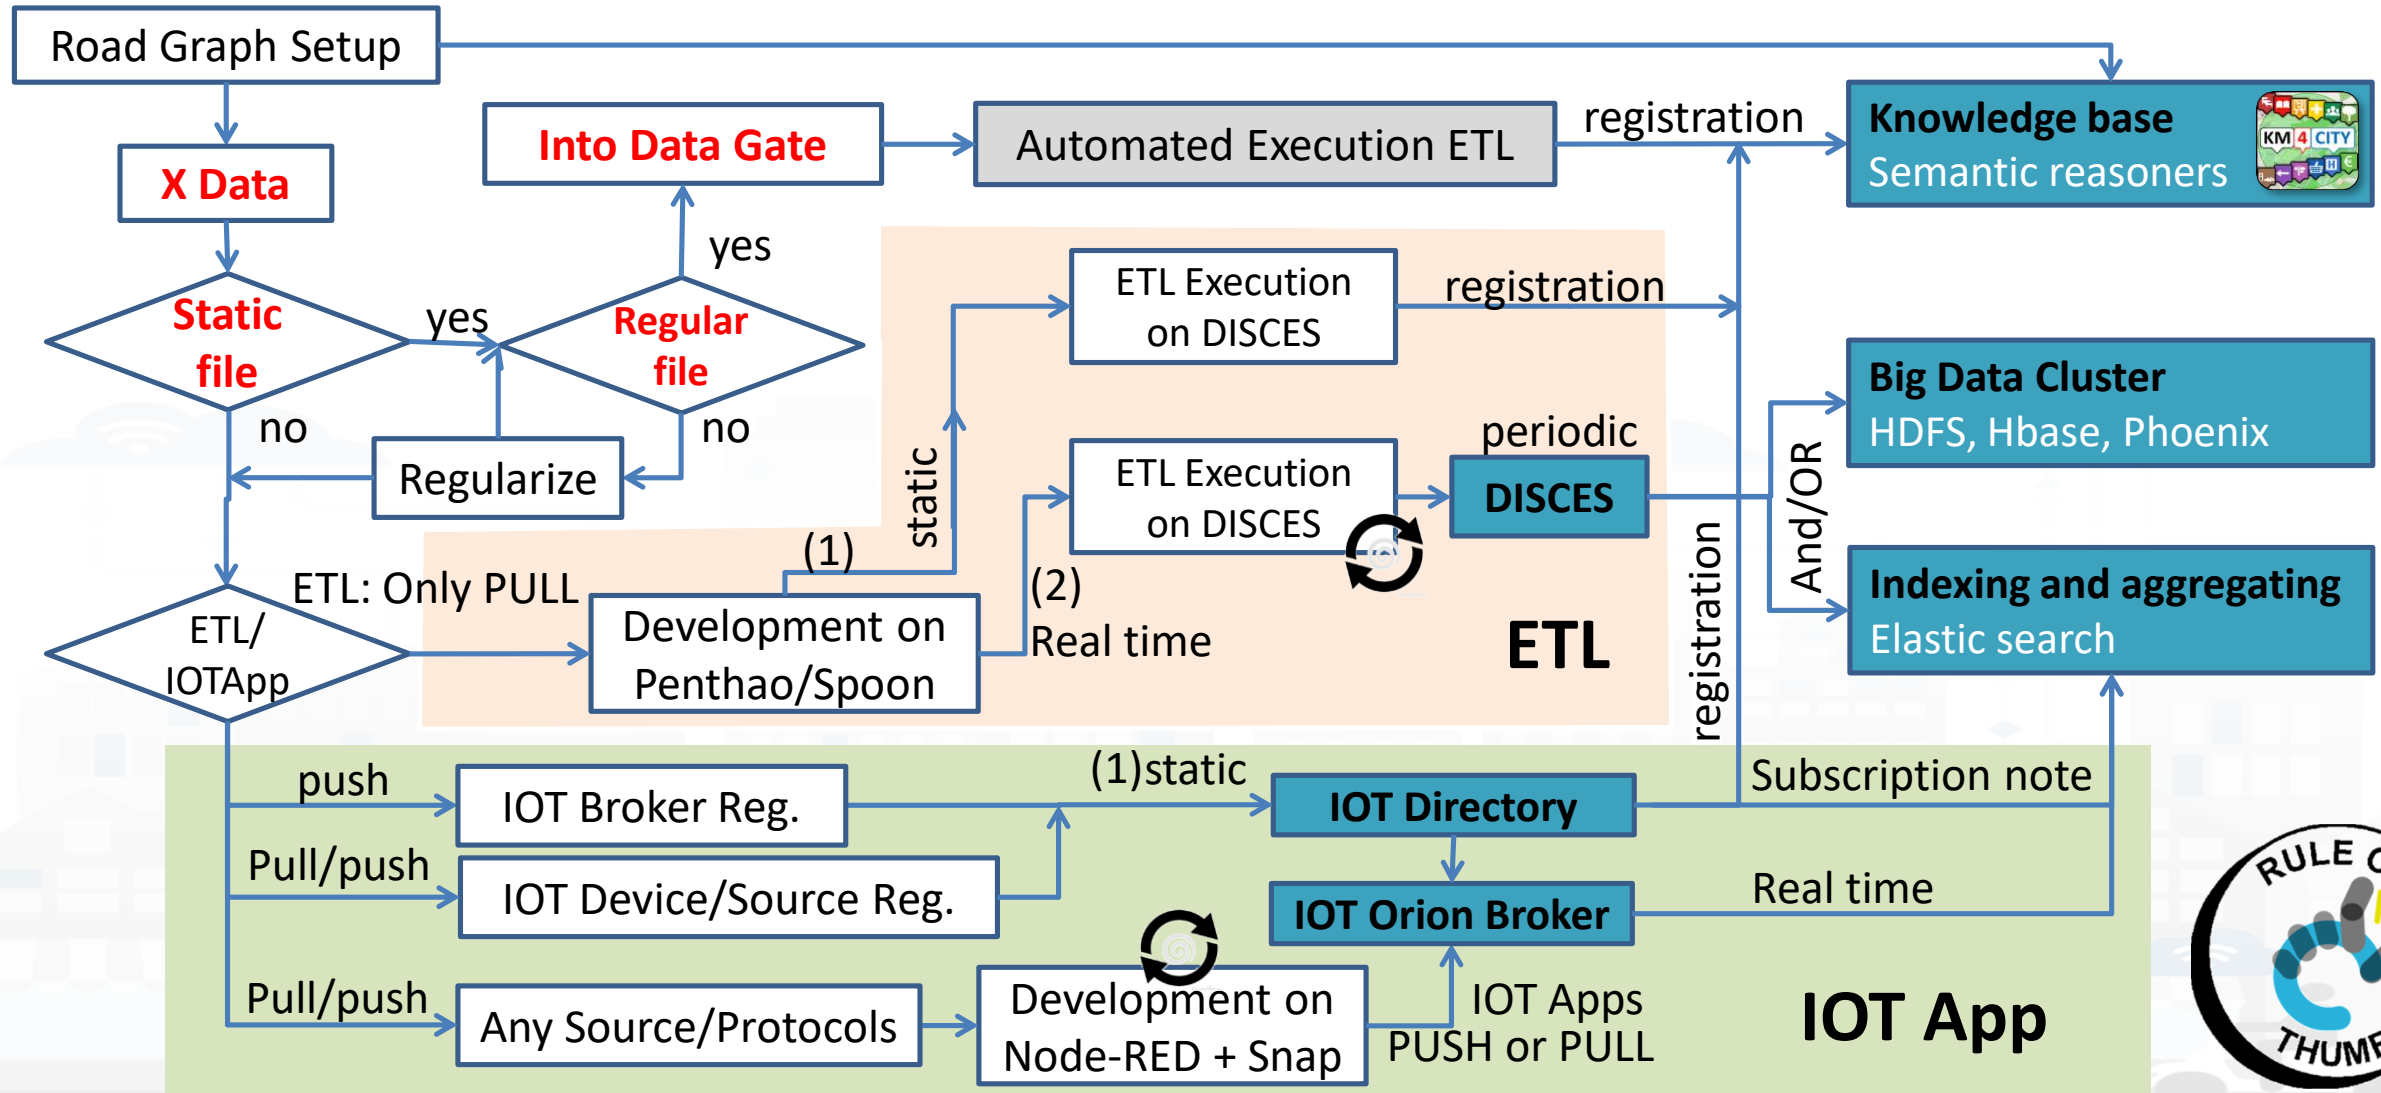 Road Graph Setup
X Data
Into Data Gate
Automated Execution ETL
registration
Knowledge base
Semantic reasoners
KM 4 CITY
Static
file
yes
Regular
file
yes
no
no
Regularize
ETL Execution
on DISCES
registration
static
ETL Execution
on DISCES
periodic
DISCES
And/OR
Big Data Cluster
HDFS, Hbase, Phoenix
Indexing and aggregating
Elastic search
ETL/
IOTApp
ETL: Only PULL
Development on
Penthao/Spoon
(1)
(2)
Real time
ETL
registration
push
IOT Broker Reg.
(1)static
IOT Directory
Subscription note
Pull/push
IOT Device/Source Reg.
IOT Orion Broker
Real time
Pull/push
Any Source/Protocols
Development on
Node-RED + Snap
IOT Apps
PUSH or PULL
IOT App
RULE